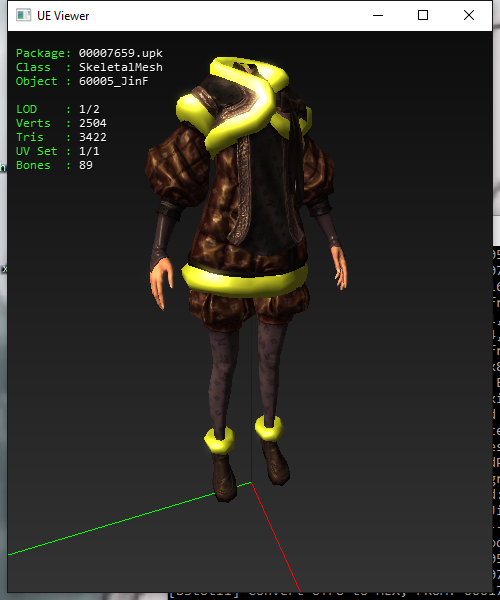 UE Viewer
Package: 00007659.upk
Class : SkeletalMesh
Object : 60005_JinF
LOD : 1/2
Verts : 2504
Tris : 3422
UV Set : 1/1
Bones : 89